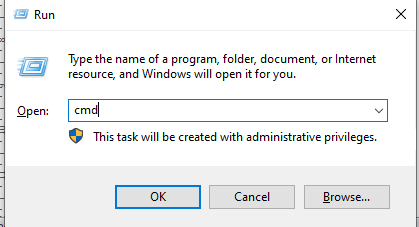 Run
Type the name of a program, folder, document, or Internet
resource, and Windows will open it for you.
Open: cmd
This task will be created with administrative privileges.
OK Cancel Browse...